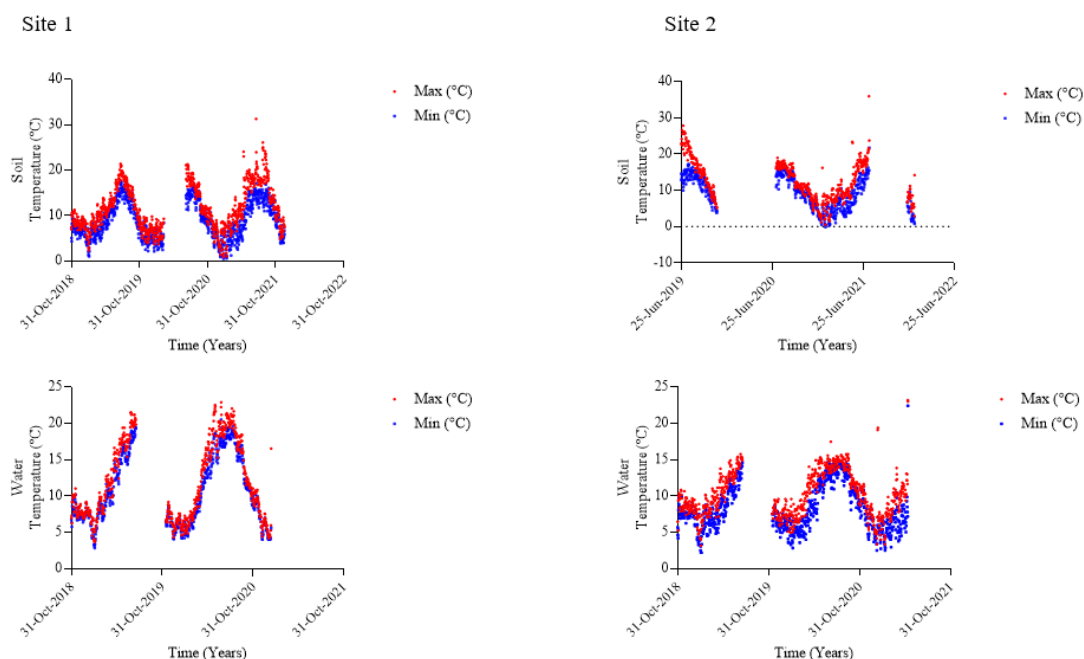 Site 1
Site 2
40
30
20
10
0
Soil
Temperature (°C)
Max (°C)
Min (°C)
31-Oct-2018
31-Oct-2019
31-Oct-2020
31-Oct-2021
31-Oct-2022
Time (Years)
40
30
20
10
0
-10
Soil
Temperature (°C)
Max (°C)
Min (°C)
25-Jun-2019
25-Jun-2020
25-Jun-2021
25-Jun-2022
Time (Years)
25
20
15
10
5
0
Water
Temperature (°C)
Max (°C)
Min (°C)
31-Oct-2018
31-Oct-2019
31-Oct-2020
31-Oct-2021
Time (Years)
25
20
15
10
5
0
Water
Temperature (°C)
Max (°C)
Min (°C)
31-Oct-2018
31-Oct-2019
31-Oct-2020
31-Oct-2021
Time (Years)